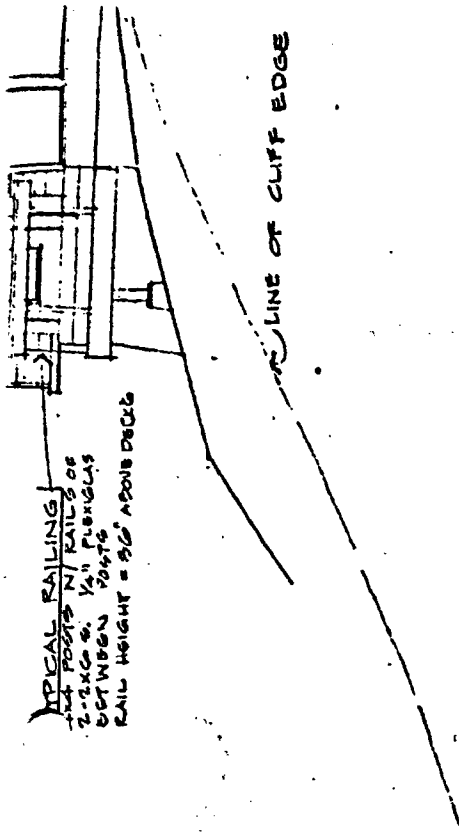 TYPICAL RAILING
4x4 POSTS W/ RAILS OF
2-2x6 & 1/4" PLEXIGLAS
BETWEEN POSTS
RAIL HEIGHT = 36" ABOVE DECKS
LINE OF CLIFF EDGE